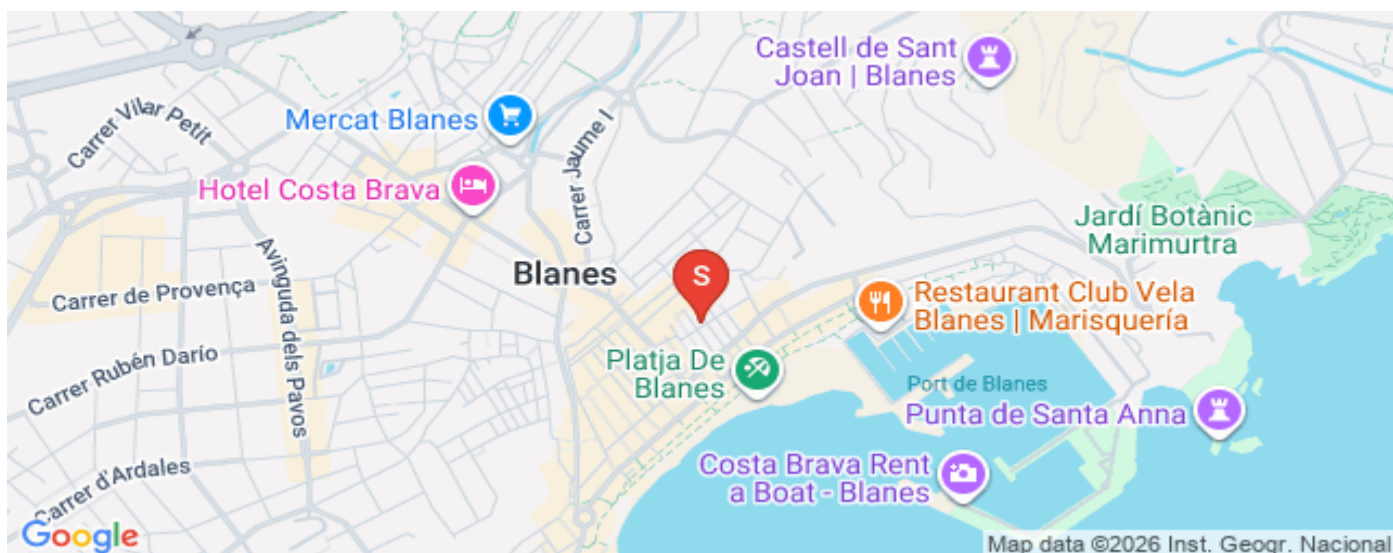 Castell de Sant
Joan | Blanes
Carrer Vilar Petit
Mercat Blanes
Carrer Jaume I
Hotel Costa Brava
Jardí Botànic
Marimurtra
Avinguda dels Pavos
Blanes
S
Carrer de Provença
Restaurant Club Vela
Blanes | Marisquería
Carrer Rubén Darío
Platja De
Blanes
Port de Blanes
Punta de Santa Anna
Carrer d'Ardales
Costa Brava Rent
a Boat - Blanes
Google
Map data ©2026 Inst. Geogr. Nacional